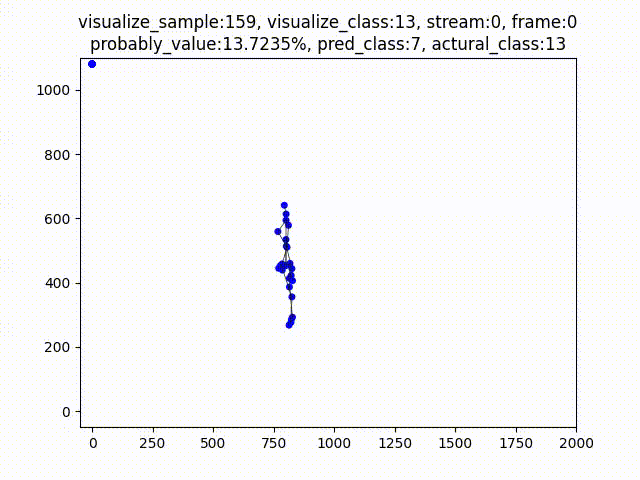 visualize_sample:159, visualize_class:13, stream:0, frame:0
probably_value:13.7235%, pred_class:7, actural_class:13
1000
800
600
400
200
0
0 250 500 750 1000 1250 1500 1750 2000